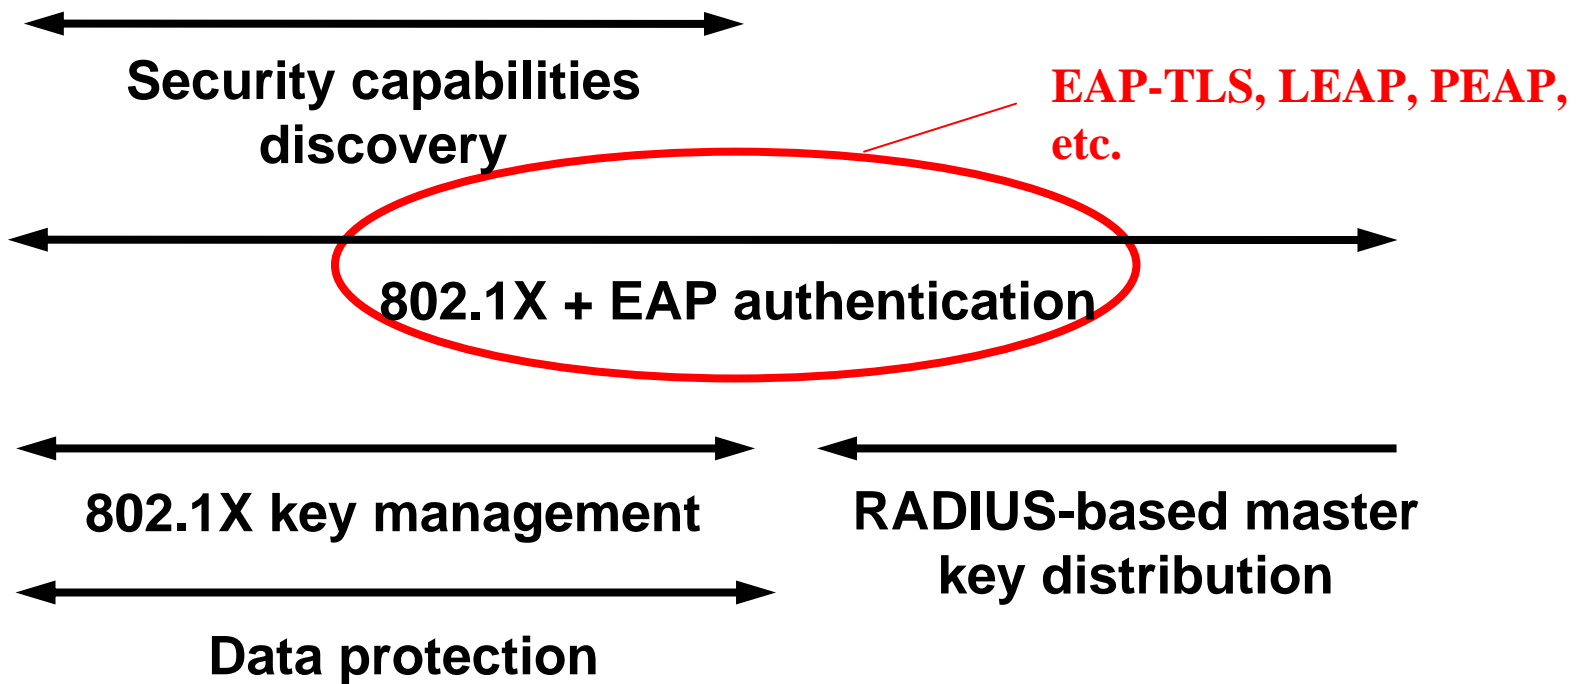 Security capabilities
discovery
EAP-TLS, LEAP, PEAP,
etc.
802.1X + EAP authentication
802.1X key management
RADIUS-based master
key distribution
Data protection